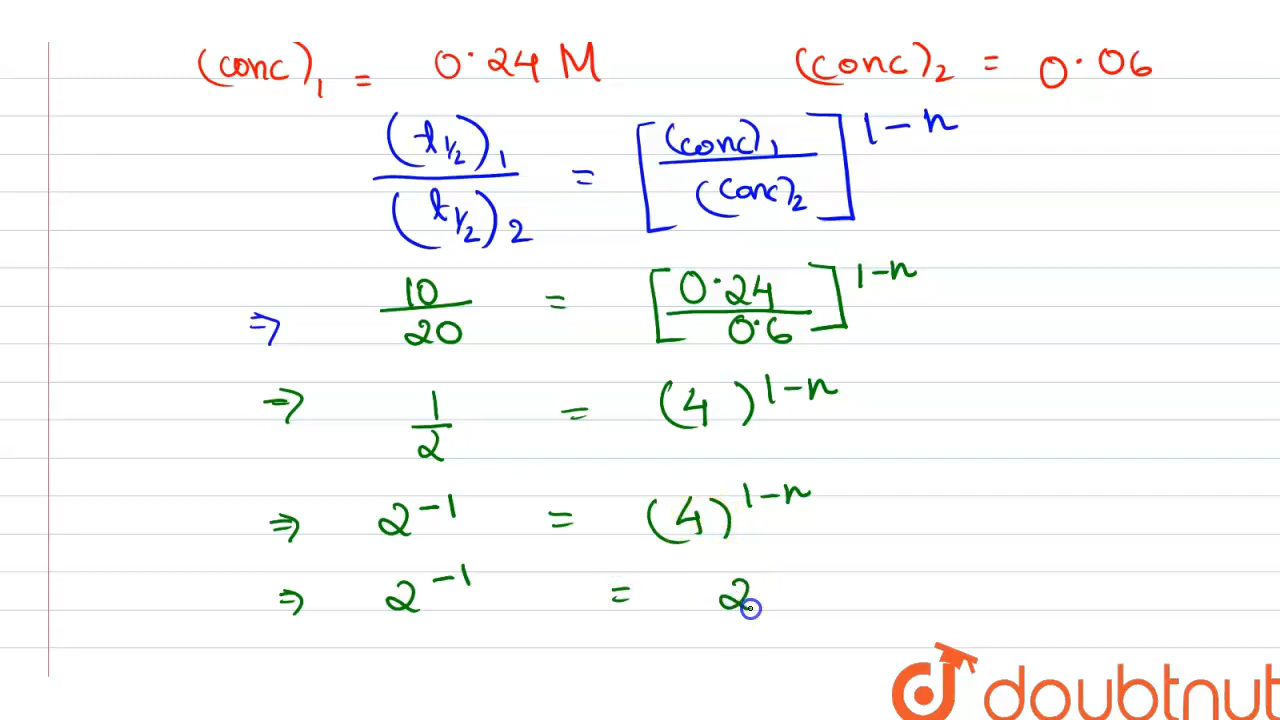 (conc)₁ = 0.24 M (conc)₂ = 0.06
(t1/2)₁ / (t1/2)₂ = [(conc)₁ / (conc)₂]^1-n
⇒ 10/20 = [0.24 / 0.6]^1-n
⇒ 1/2 = (4)^1-n
⇒ 2^-1 = (4)^1-n
⇒ 2^-1 = 2
doubtnut